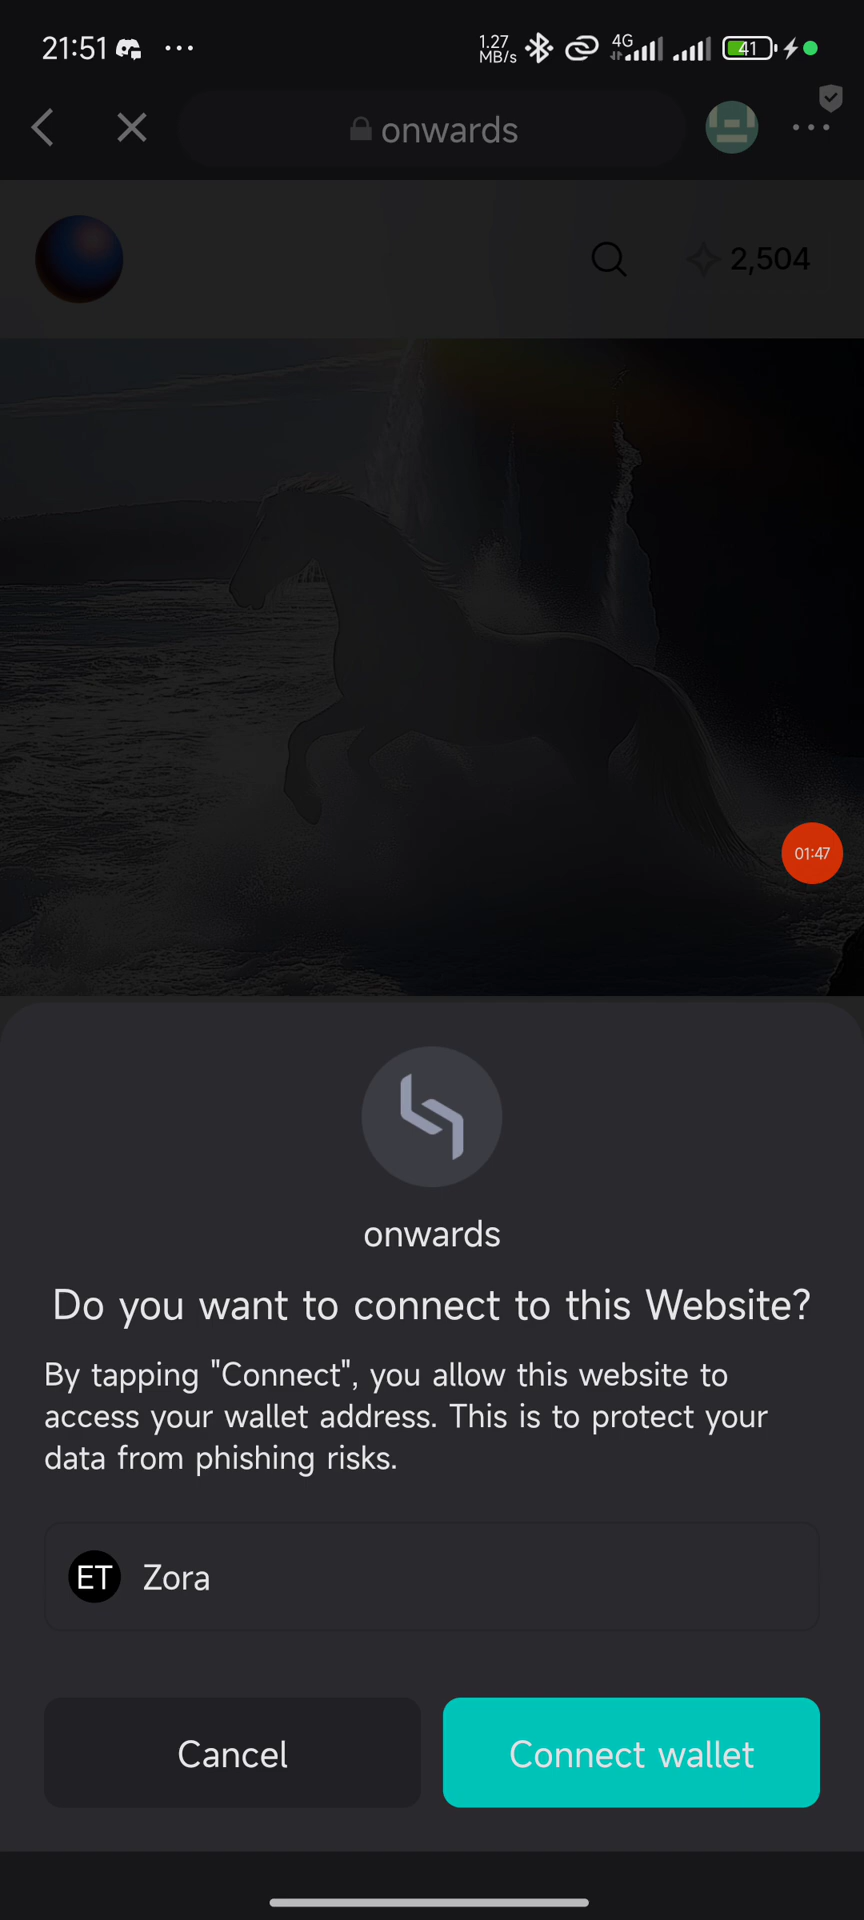 21:51
1.27
MB/s
4G
41
onwards
2,504
01:47
onwards
Do you want to connect to this Website?
By tapping "Connect", you allow this website to
access your wallet address. This is to protect your
data from phishing risks.
ET Zora
Cancel
Connect wallet